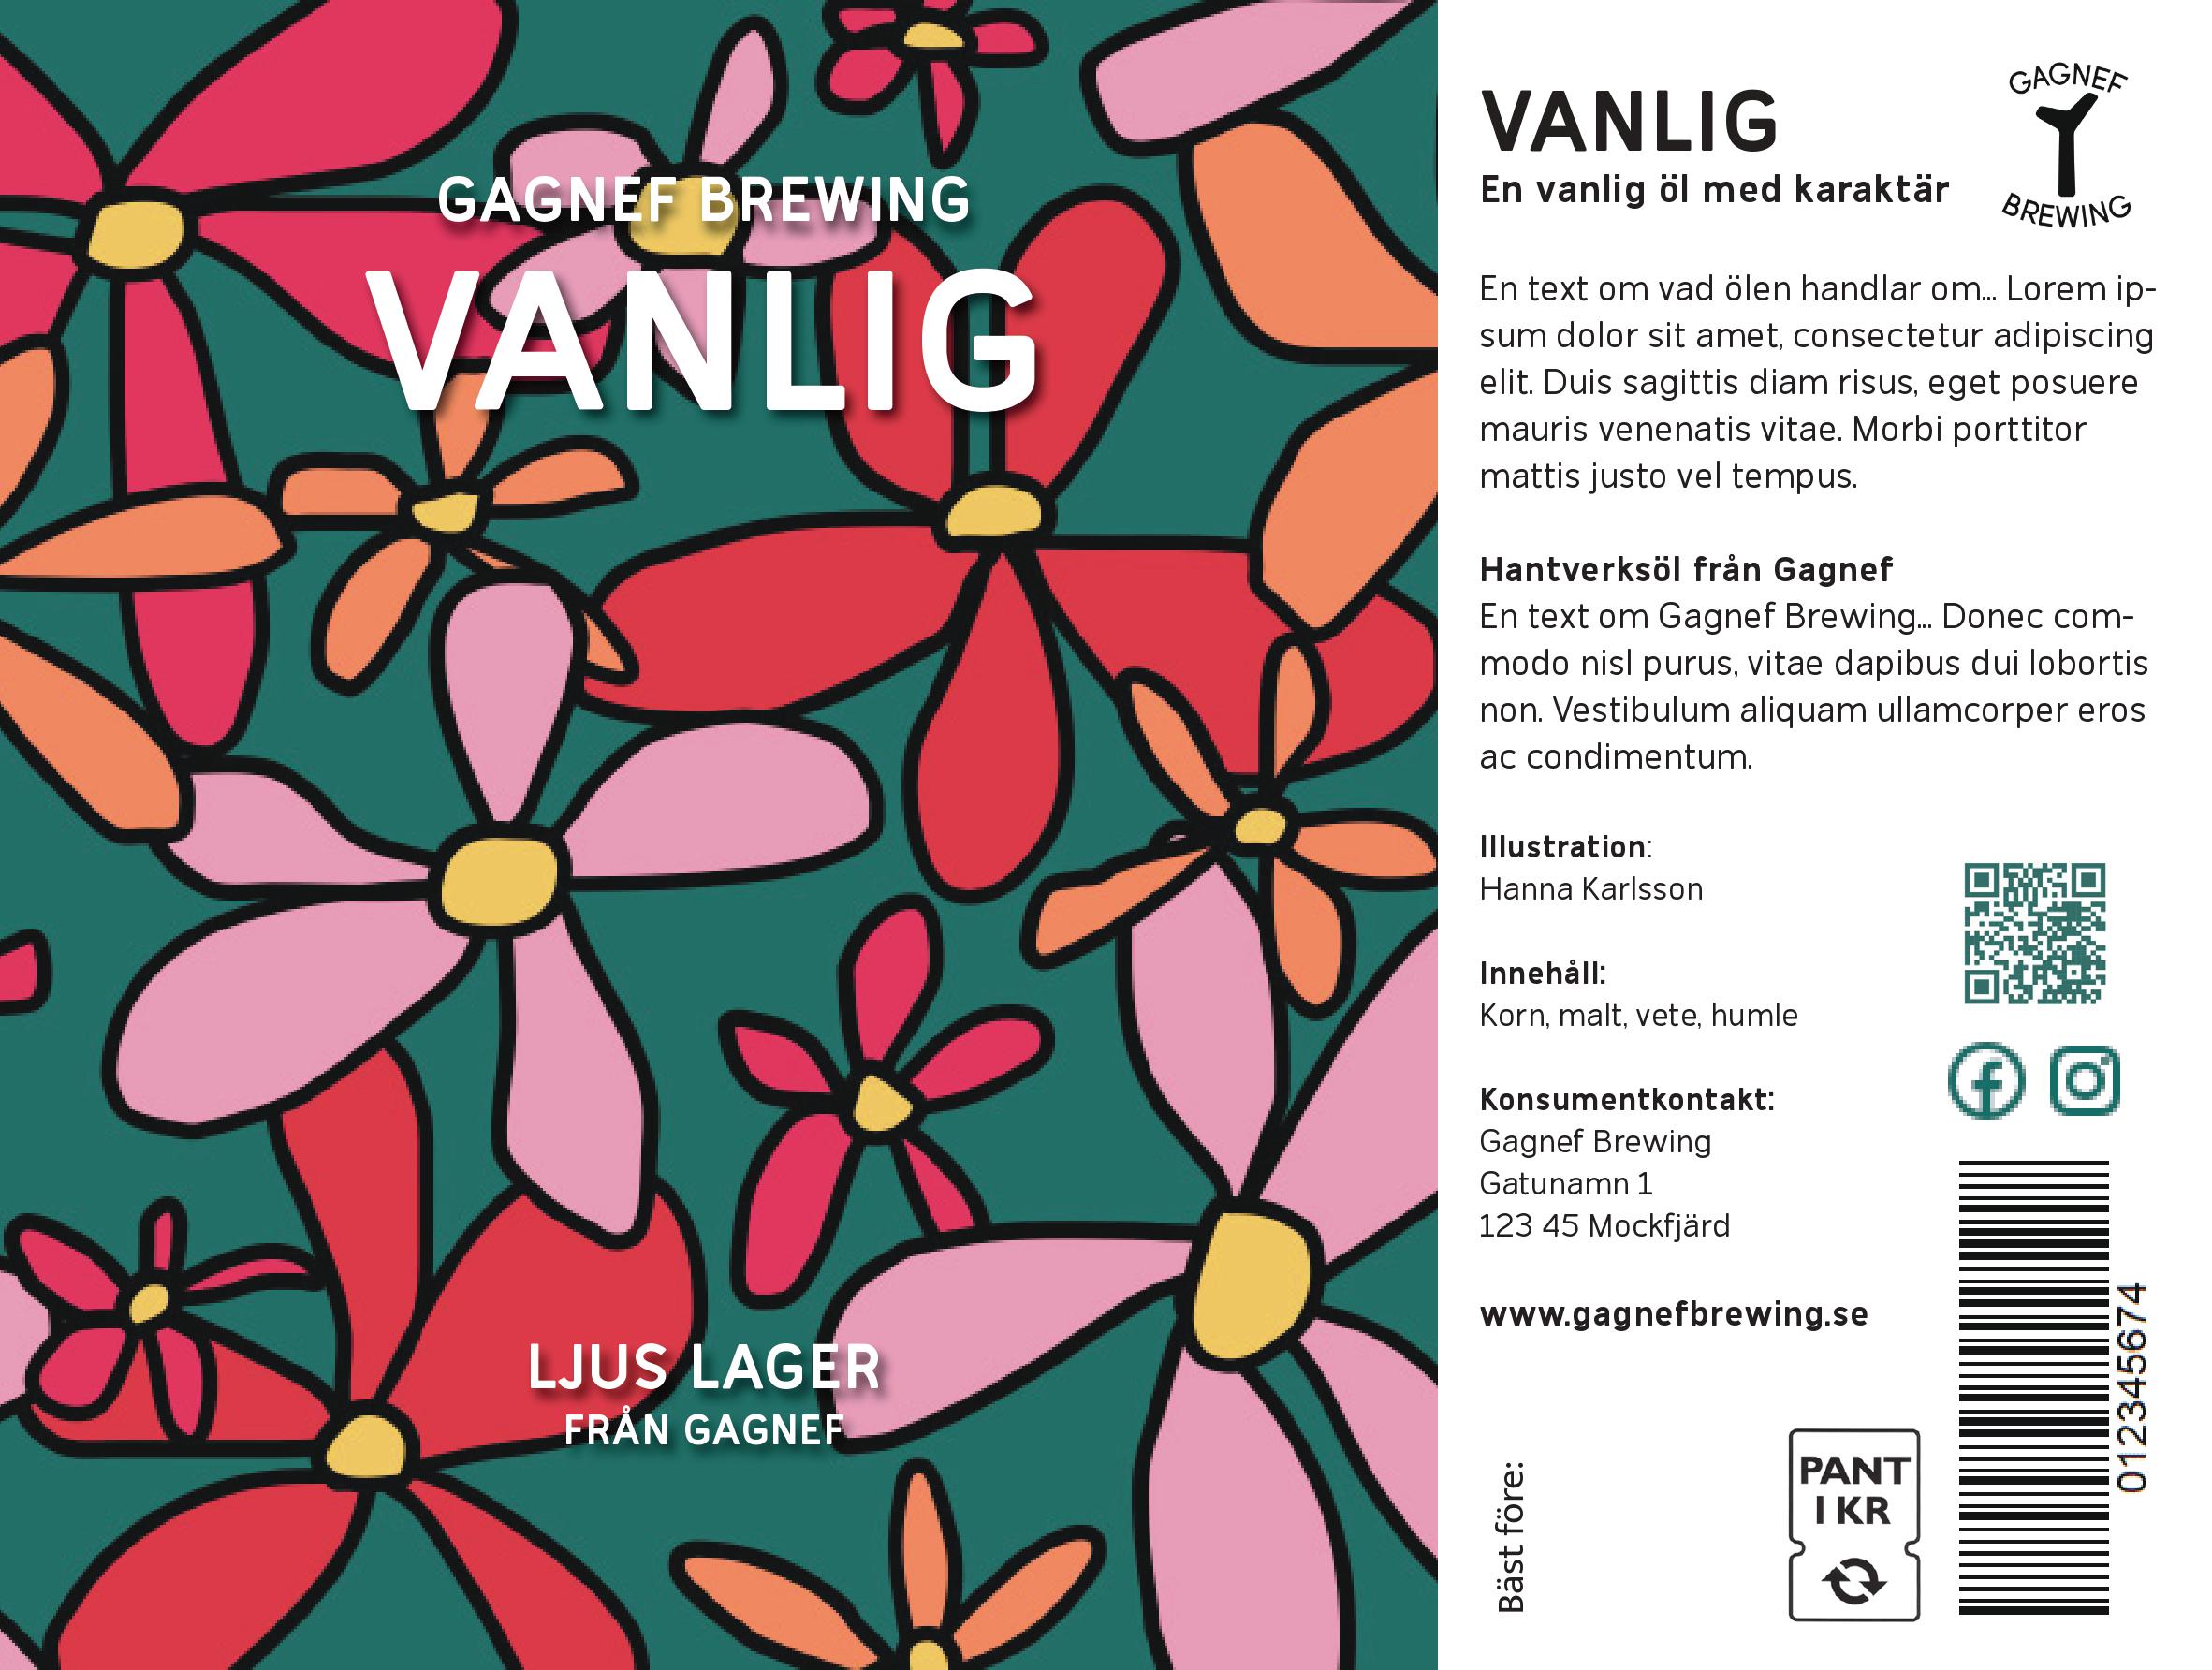 GAGNEF BREWING
VANLIG
LJUS LAGER
FRÅN GAGNEF
VANLIG
En vanlig öl med karaktär
GAGNEF
BREWING
En text om vad ölen handlar om... Lorem ip-
sum dolor sit amet, consectetur adipiscing
elit. Duis sagittis diam risus, eget posuere
mauris venenatis vitae. Morbi porttitor
mattis justo vel tempus.
Hantverksöl från Gagnef
En text om Gagnef Brewing... Donec com-
modo nisl purus, vitae dapibus dui lobortis
non. Vestibulum aliquam ullamcorper eros
ac condimentum.
Illustration:
Hanna Karlsson
Innehåll:
Korn, malt, vete, humle
Konsumentkontakt:
Gagnef Brewing
Gatunamn 1
123 45 Mockfjärd
www.gagnefbrewing.se
Bäst före:
PANT
1 KR
012345674